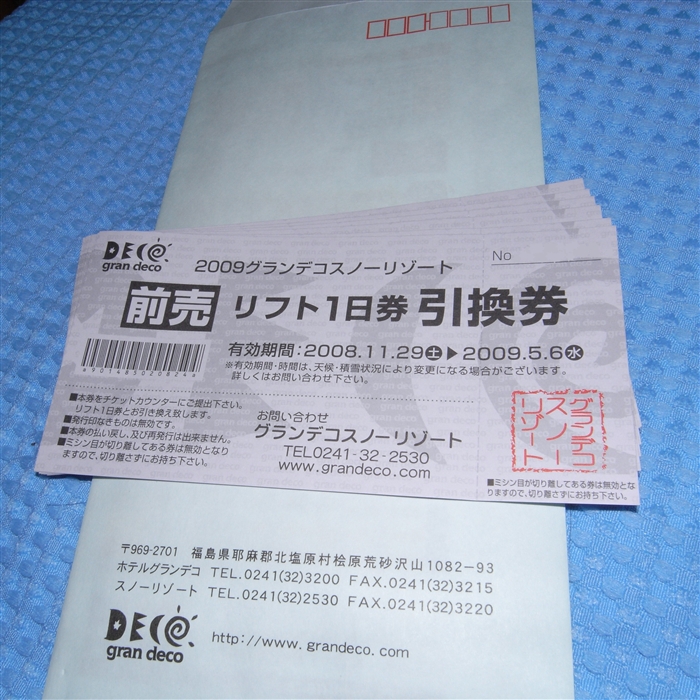 DECO
gran deco
2009グランデコスノーリゾート
No
前売 リフト1日券 引換券
有効期間:2008.11.29㊏▶2009.5.6㊌
※有効期間・時間は、天候・積雪状況により変更になる場合がございます。
詳しくはお問い合わせ下さい。
4901485020824
■本券をチケットカウンターにご提出下さい。
リフト1日券とお引き換え致します。
■発行印なきものは無効です。
■本券の払い戻し、及び再発行は出来ません。
■ミシン目が切り離してある券は無効となり
ますので、切り離さずにお持ち下さい。
お問い合わせ
グランデコスノーリゾート
TEL0241-32-2530
www.grandeco.com
グランデコ
スノー
リゾート
■ミシン目が切り離してある券は無効とな
りますので、切り離さずにお持ち下さい。
〒969-2701 福島県耶麻郡北塩原村桧原荒砂沢山1082-93
ホテルグランデコ TEL.0241(32)3200 FAX.0241(32)3215
スノーリゾート TEL.0241(32)2530 FAX.0241(32)3220
DECO
gran deco
http://www.grandeco.com/